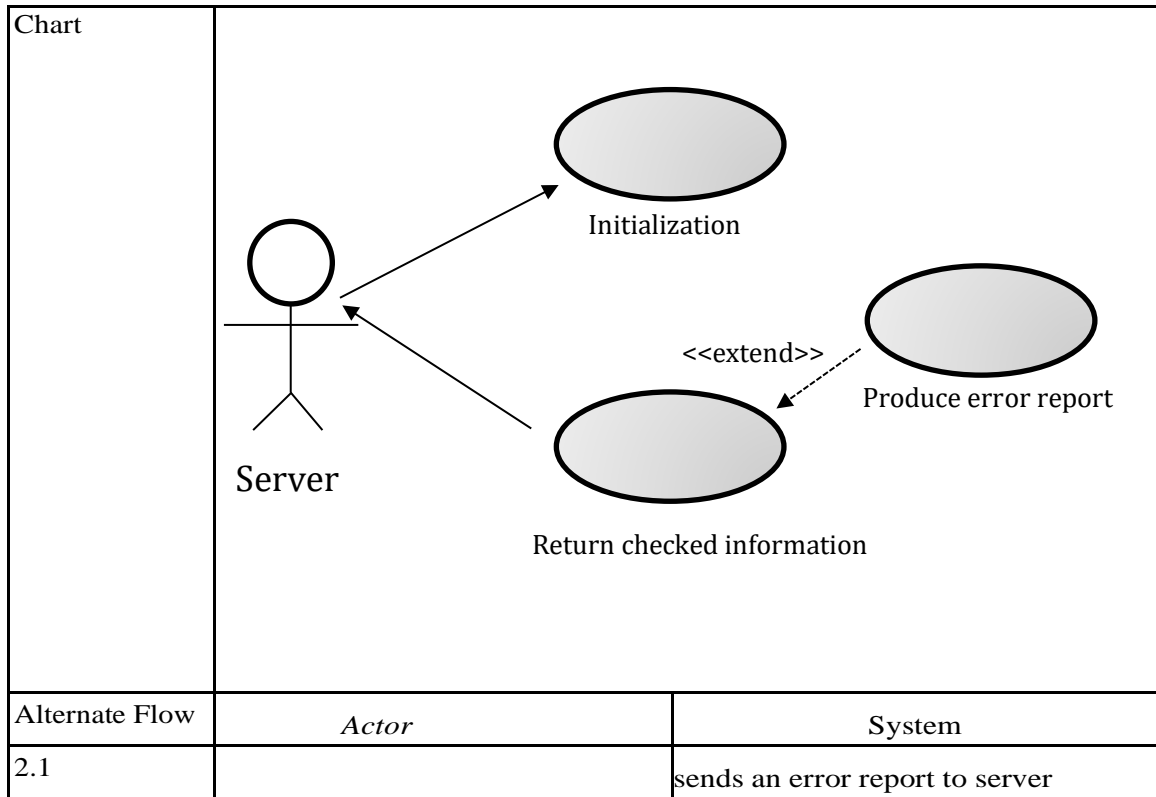 Chart
Initialization
<<extend>>
Produce error report
Server
Return checked information
Alternate Flow Actor System
2.1 sends an error report to server